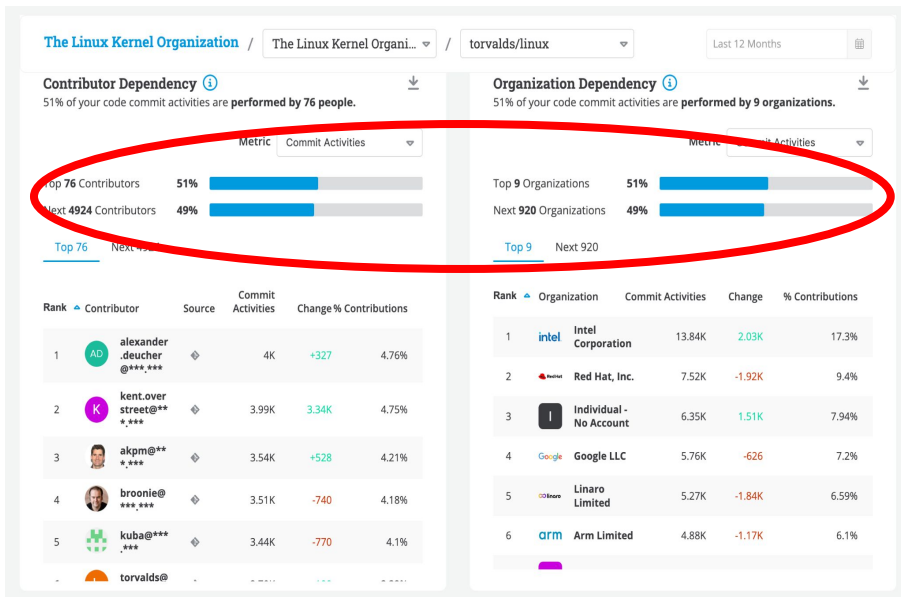 The Linux Kernel Organization / The Linux Kernel Organi... / torvalds/linux Last 12 Months
Contributor Dependency
51% of your code commit activities are performed by 76 people.
Metric Commit Activities
Top 76 Contributors 51%
Next 4924 Contributors 49%
Top 76 Next
Rank Contributor Source Commit Activities Change % Contributions
1 AD alexander.deucher@***.*** 4K +327 4.76%
2 K kent.overstreet@***.*** 3.99K 3.34K 4.75%
3 akpm@***.*** 3.54K +528 4.21%
4 broonie@***.*** 3.51K -740 4.18%
5 kuba@***.*** 3.44K -770 4.1%
torvalds@
Organization Dependency
51% of your code commit activities are performed by 9 organizations.
Metric Commit Activities
Top 9 Organizations 51%
Next 920 Organizations 49%
Top 9 Next 920
Rank Organization Commit Activities Change % Contributions
1 intel Intel Corporation 13.84K 2.03K 17.3%
2 Red Hat Red Hat, Inc. 7.52K -1.92K 9.4%
3 I Individual - No Account 6.35K 1.51K 7.94%
4 Google Google LLC 5.76K -626 7.2%
5 Linaro Linaro Limited 5.27K -1.84K 6.59%
6 arm Arm Limited 4.88K -1.17K 6.1%